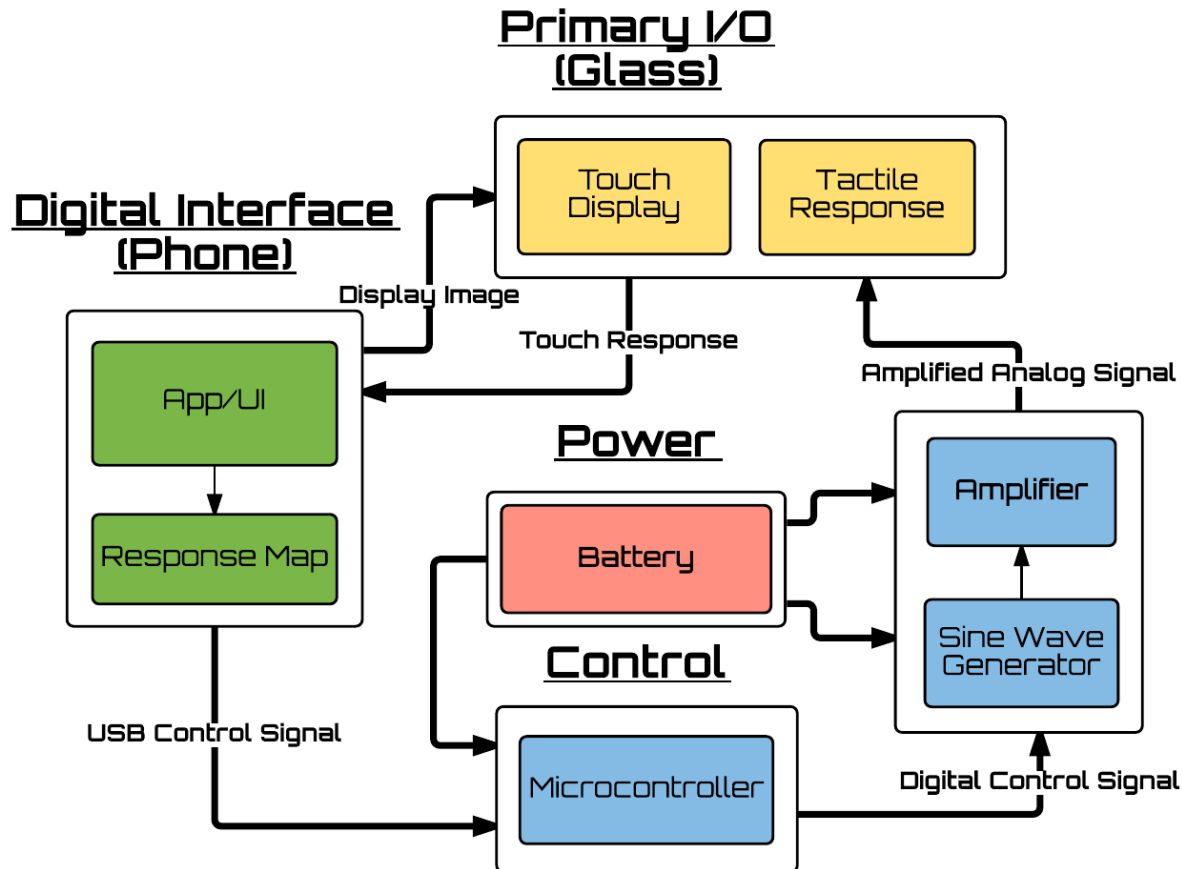 Primary I/O
(Glass)
Touch
Display
Tactile
Response
Digital Interface
(Phone)
Display Image
Touch Response
Amplified Analog Signal
App/UI
Response Map
Power
Battery
Amplifier
Sine Wave
Generator
Control
USB Control Signal
Microcontroller
Digital Control Signal